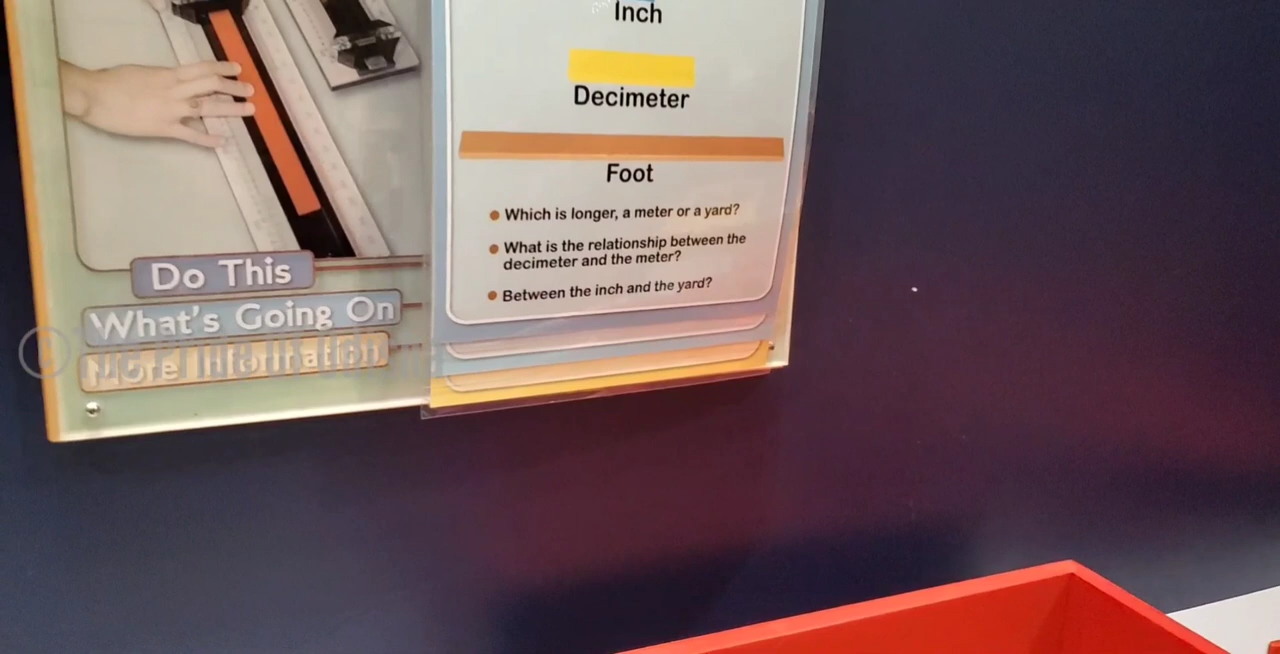 Inch
Decimeter
Foot
Which is longer, a meter or a yard?
What is the relationship between the
decimeter and the meter?
Between the inch and the yard?
Do This
What's Going On
More Information